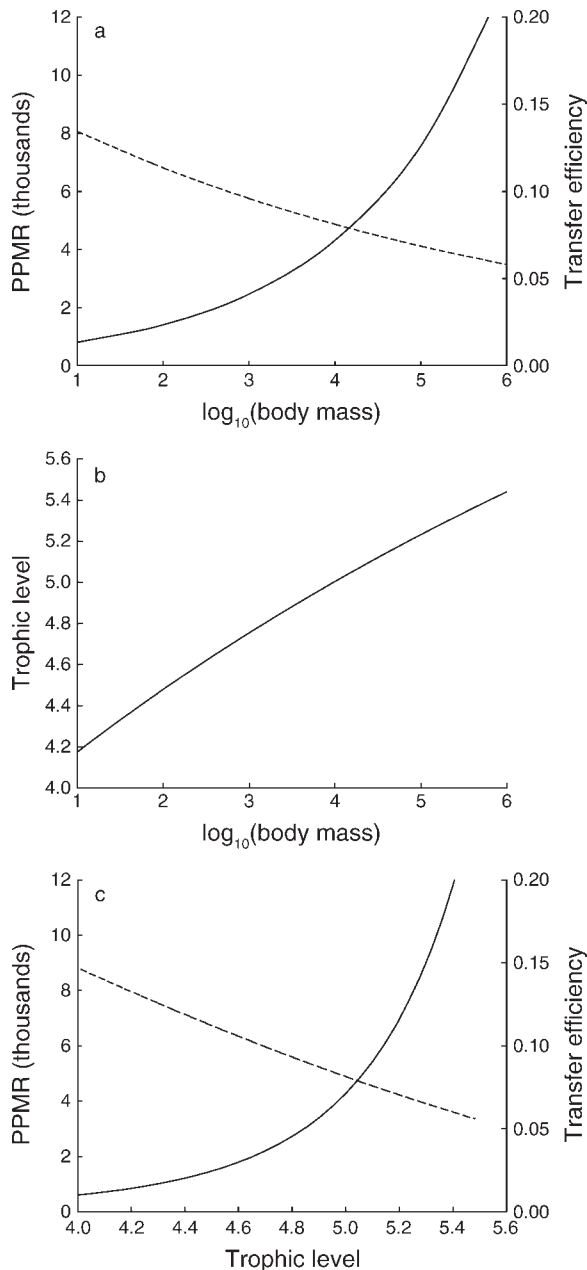 a
PPMR (thousands)
12
10
8
6
4
2
0
0.20
0.15
0.10
0.05
0.00
Transfer efficiency
1 2 3 4 5 6
log10(body mass)
b
Trophic level
5.6
5.4
5.2
5.0
4.8
4.6
4.4
4.2
4.0
1 2 3 4 5 6
log10(body mass)
c
PPMR (thousands)
12
10
8
6
4
2
0
0.20
0.15
0.10
0.05
0.00
Transfer efficiency
4.0 4.2 4.4 4.6 4.8 5.0 5.2 5.4 5.6
Trophic level